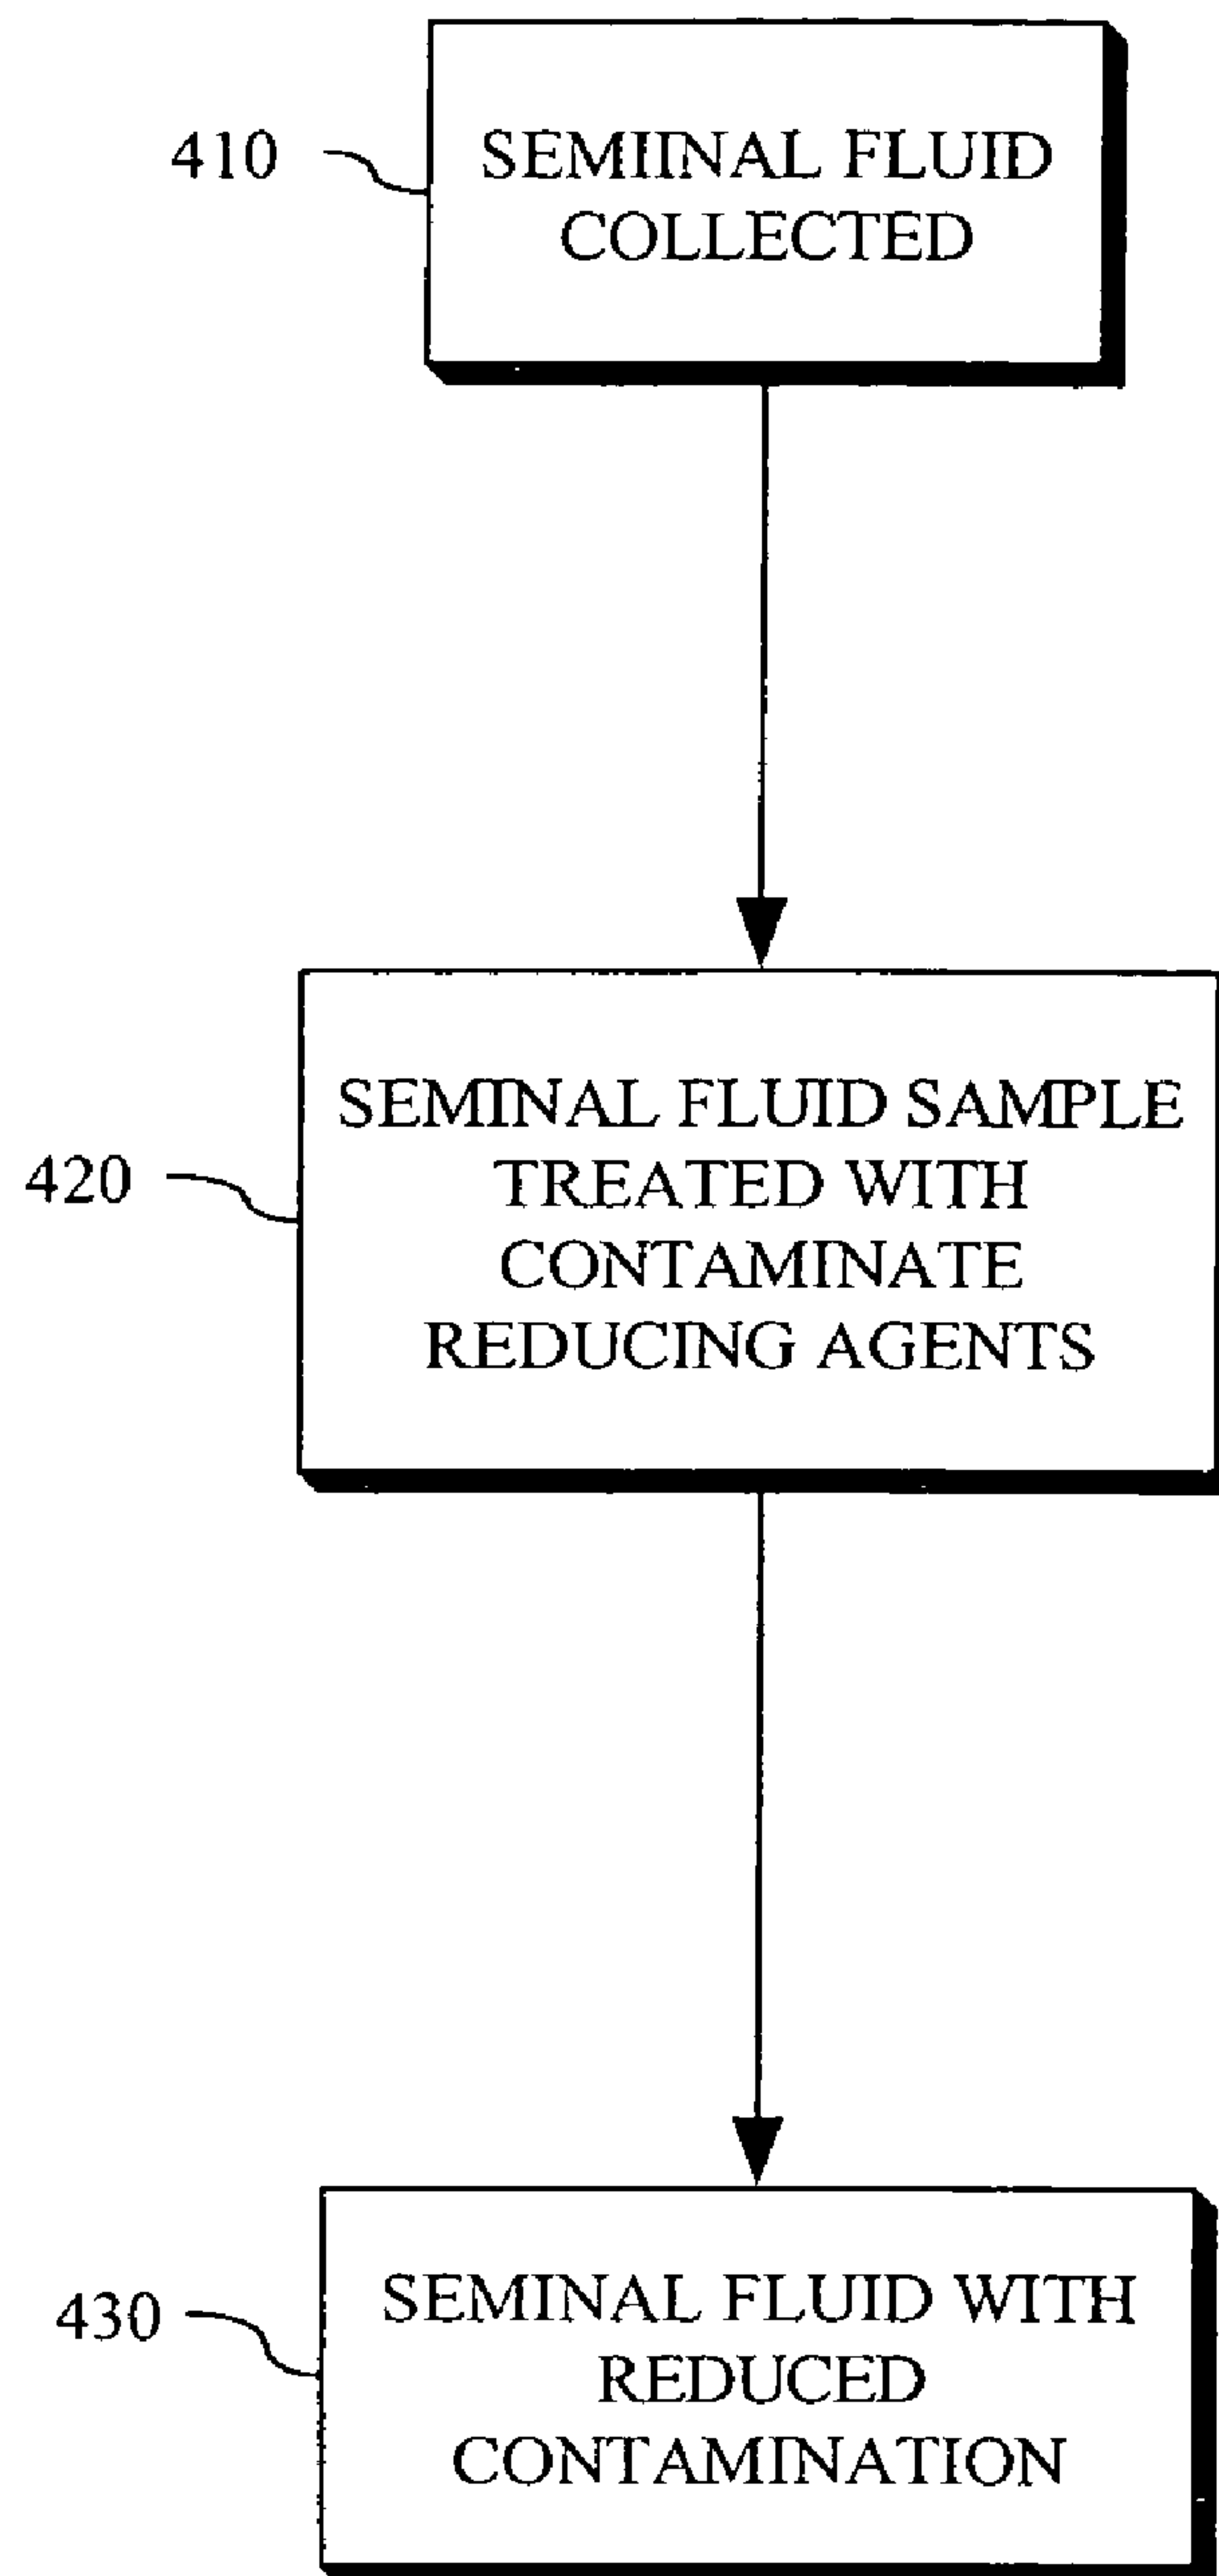 410
SEMIINAL FLUID
COLLECTED
420
SEMINAL FLUID SAMPLE
TREATED WITH
CONTAMINATE
REDUCING AGENTS
430
SEMINAL FLUID WITH
REDUCED
CONTAMINATION